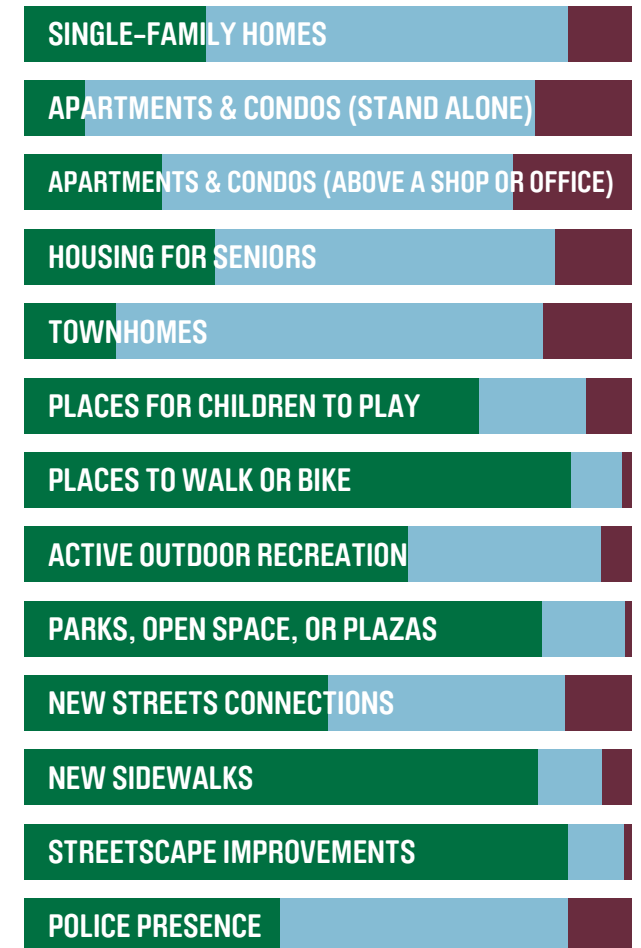 SINGLE-FAMILY HOMES
APARTMENTS & CONDOS (STAND ALONE)
APARTMENTS & CONDOS (ABOVE A SHOP OR OFFICE)
HOUSING FOR SENIORS
TOWNHOMES
PLACES FOR CHILDREN TO PLAY
PLACES TO WALK OR BIKE
ACTIVE OUTDOOR RECREATION
PARKS, OPEN SPACE, OR PLAZAS
NEW STREETS CONNECTIONS
NEW SIDEWALKS
STREETSCAPE IMPROVEMENTS
POLICE PRESENCE